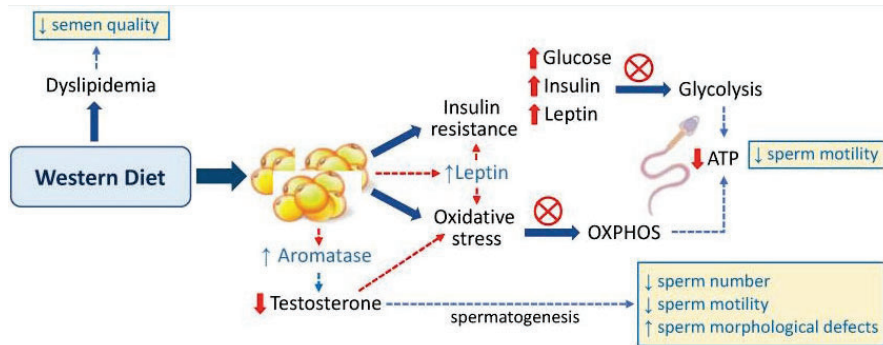 ↓ semen quality
Dyslipidemia
Western Diet
Insulin
resistance
↑ Glucose
↑ Insulin
↑ Leptin
Glycolysis
↑Leptin
↓ ATP
↓ sperm motility
Oxidative
stress
OXPHOS
↑ Aromatase
↓ Testosterone
spermatogenesis
↓ sperm number
↓ sperm motility
↑ sperm morphological defects